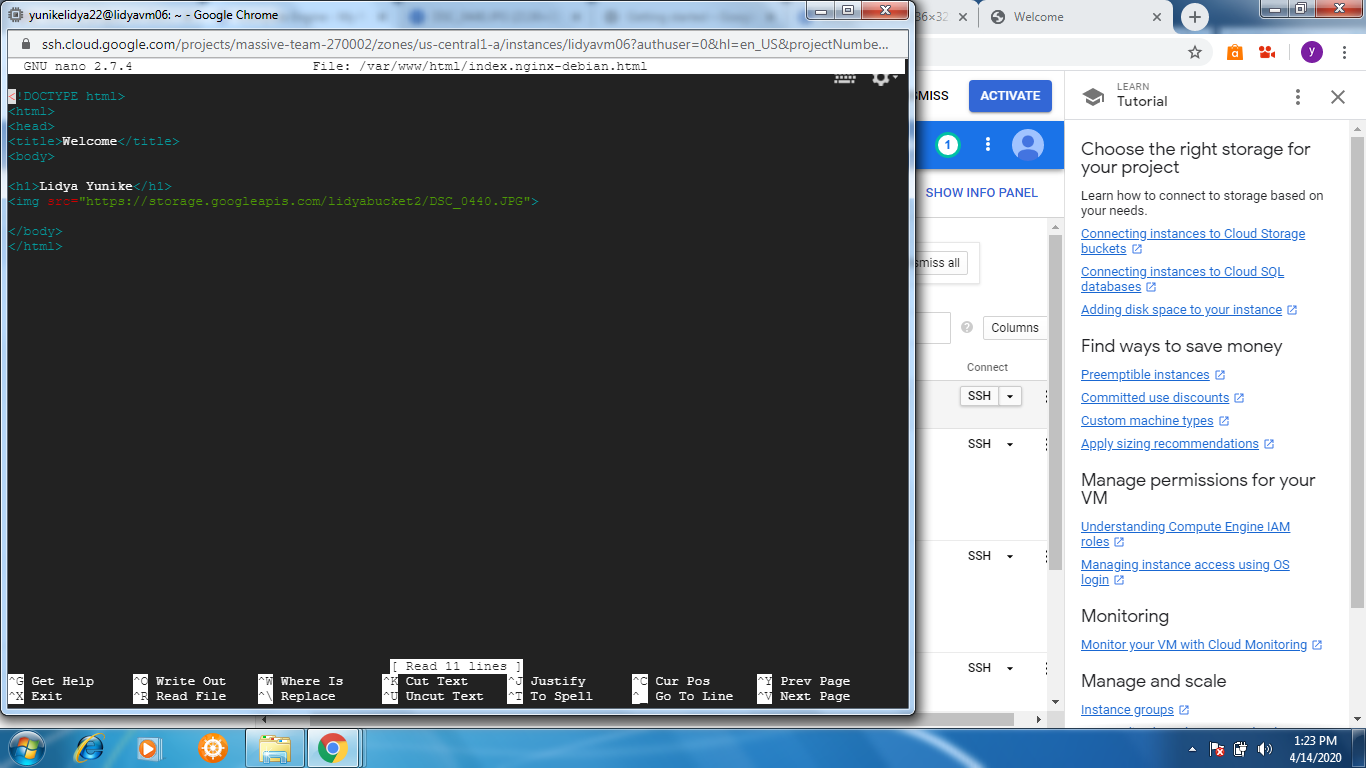 yunikelidya22@lidyavm06: ~ - Google Chrome
ssh.cloud.google.com/projects/massive-team-270002/zones/us-central1-a/instances/lidyavm06?authuser=0&hl=en_US&projectNumbe...
GNU nano 2.7.4 File: /var/www/html/index.nginx-debian.html
<!DOCTYPE html>
<html>
<head>
<title>Welcome</title>
<body>
<h1>Lidya Yunike</h1>
<img src="https://storage.googleapis.com/lidyabucket2/DSC_0440.JPG">
</body>
</html>
[ Read 11 lines ]
^G Get Help ^O Write Out ^W Where Is ^K Cut Text ^J Justify ^C Cur Pos ^Y Prev Page
^X Exit ^R Read File ^\ Replace ^U Uncut Text ^T To Spell ^_ Go To Line ^V Next Page
Welcome
y
MISS ACTIVATE
1
SHOW INFO PANEL
smiss all
Columns
Connect
SSH
SSH
SSH
SSH
LEARN
Tutorial
Choose the right storage for
your project
Learn how to connect to storage based on
your needs.
Connecting instances to Cloud Storage
buckets
Connecting instances to Cloud SQL
databases
Adding disk space to your instance
Find ways to save money
Preemptible instances
Committed use discounts
Custom machine types
Apply sizing recommendations
Manage permissions for your
VM
Understanding Compute Engine IAM
roles
Managing instance access using OS
login
Monitoring
Monitor your VM with Cloud Monitoring
Manage and scale
Instance groups
1:23 PM
4/14/2020